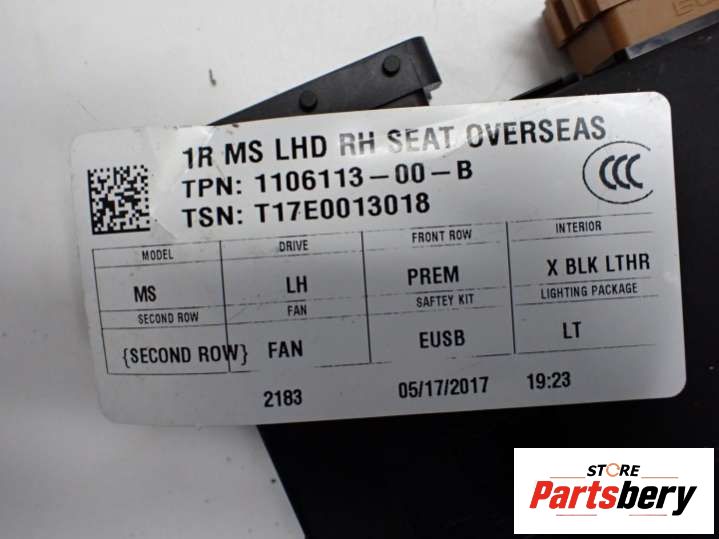 1R MS LHD RH SEAT OVERSEAS
TPN: 1106113-00-B
TSN: T17E0013018
CCC
MODEL DRIVE FRONT ROW INTERIOR
MS LH PREM X BLK LTHR
SECOND ROW FAN SAFTEY KIT LIGHTING PACKAGE
{SECOND ROW} FAN EUSB LT
2183 05/17/2017 19:23
STORE
Partsbery